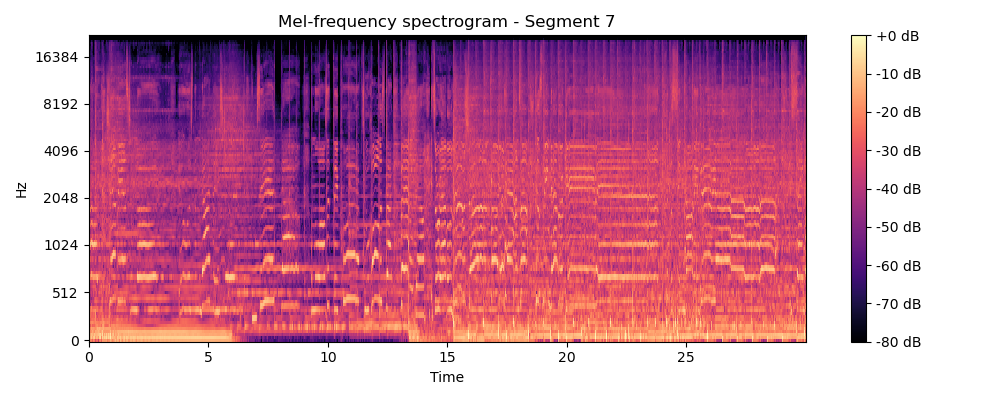 Mel-frequency spectrogram - Segment 7
Hz
16384
8192
4096
2048
1024
512
0
0 5 10 15 20 25
Time
+0 dB
-10 dB
-20 dB
-30 dB
-40 dB
-50 dB
-60 dB
-70 dB
-80 dB